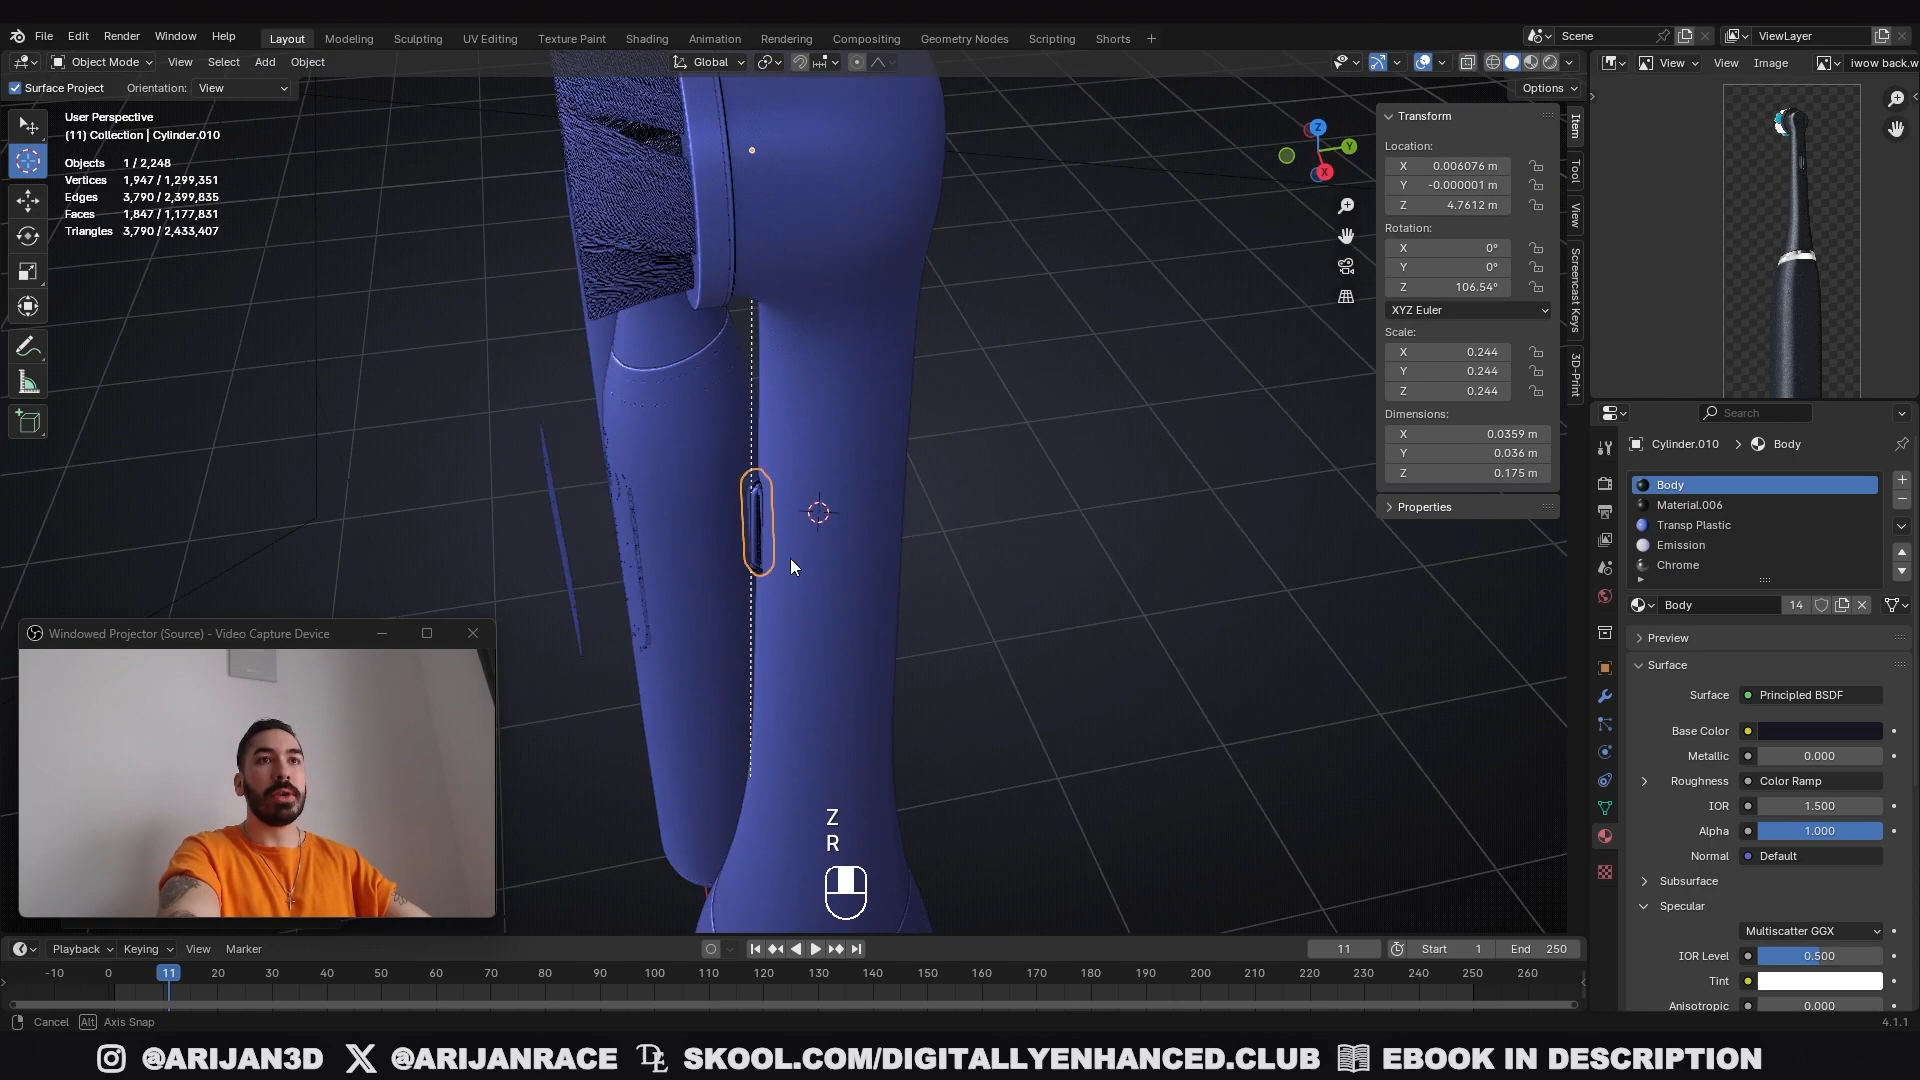 File Edit Render Window Help
Layout Modeling Sculpting UV Editing Texture Paint Shading Animation Rendering Compositing Geometry Nodes Scripting Shorts +
Scene
ViewLayer
Object Mode View Select Add Object
Global
View View Image iwow back.w
Surface Project Orientation: View
Options
User Perspective
(11) Collection | Cylinder.010
Objects 1 / 2,248
Vertices 1,947 / 1,299,351
Edges 3,790 / 2,399,835
Faces 1,847 / 1,177,831
Triangles 3,790 / 2,433,407
Z
Y
X
Transform
Location:
X 0.006076 m
Y -0.000001 m
Z 4.7612 m
Rotation:
X 0°
Y 0°
Z 106.54°
XYZ Euler
Scale:
X 0.244
Y 0.244
Z 0.244
Dimensions:
X 0.0359 m
Y 0.036 m
Z 0.175 m
Properties
Item
Tool
View
Screencast Keys
3D-Print
Search
Cylinder.010 > Body
Body
Material.006
Transp Plastic
Emission
Chrome
Body 14
Preview
Surface
Surface Principled BSDF
Base Color
Metallic 0.000
Roughness Color Ramp
IOR 1.500
Alpha 1.000
Normal Default
Subsurface
Specular
Multiscatter GGX
IOR Level 0.500
Tint
Anisotropic 0.000
Windowed Projector (Source) - Video Capture Device
Z
R
Playback Keying View Marker
11 Start 1 End 250
-10 0 11 20 30 40 50 60 70 80 90 100 110 120 130 140 150 160 170 180 190 200 210 220 230 240 250 260
Cancel Alt Axis Snap
4.1.1
@ARIJAN3D @ARIJANRACE SKOOL.COM/DIGITALLYENHANCED.CLUB EBOOK IN DESCRIPTION